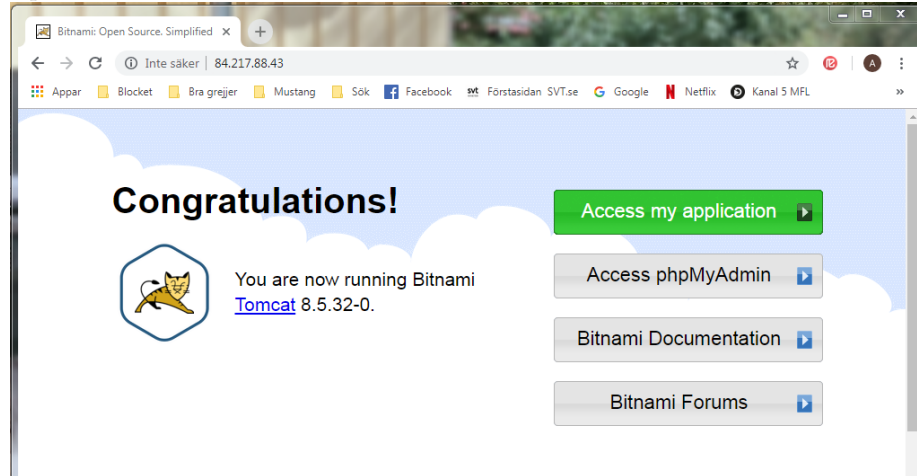 Bitnami: Open Source. Simplified
Inte säker | 84.217.88.43
A
Appar Blocket Bra grejjer Mustang Sök Facebook svt Förstasidan SVT.se Google Netflix Kanal 5 MFL »
Congratulations!
You are now running Bitnami
Tomcat 8.5.32-0.
Access my application
Access phpMyAdmin
Bitnami Documentation
Bitnami Forums